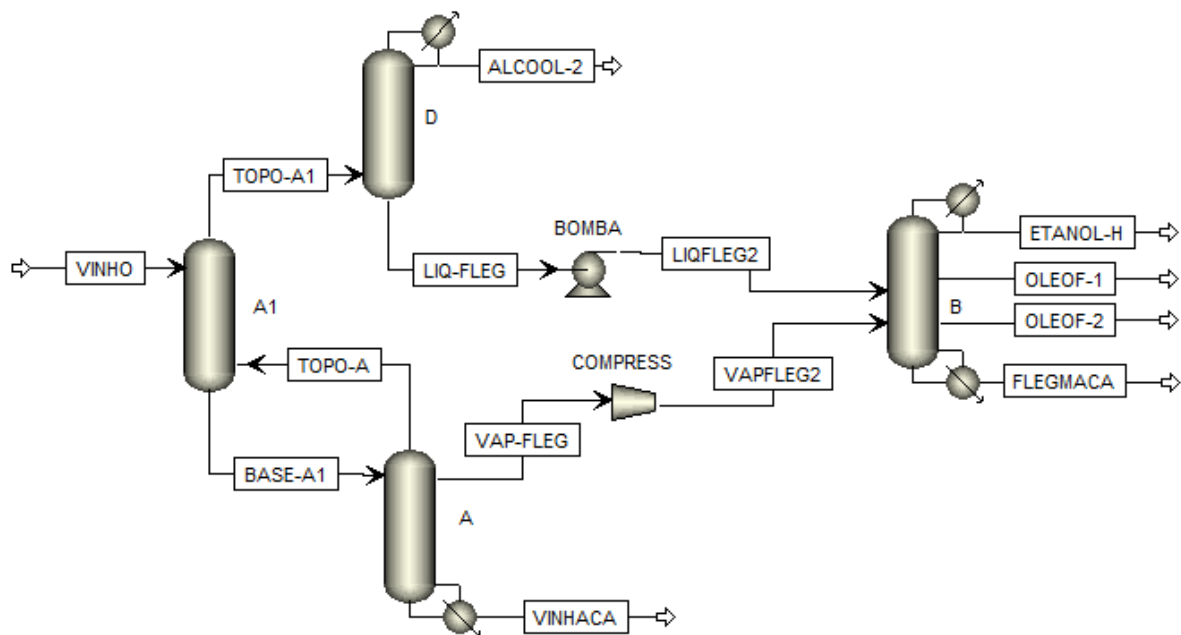 ALCOOL-2
D
TOPO-A1
BOMBA
ETANOL-H
VINHO
LIQ-FLEG
LIQFLEG2
OLEOF-1
A1
B
OLEOF-2
TOPO-A
COMPRESS
VAPFLEG2
FLEGMACA
VAP-FLEG
BASE-A1
A
VINHACA